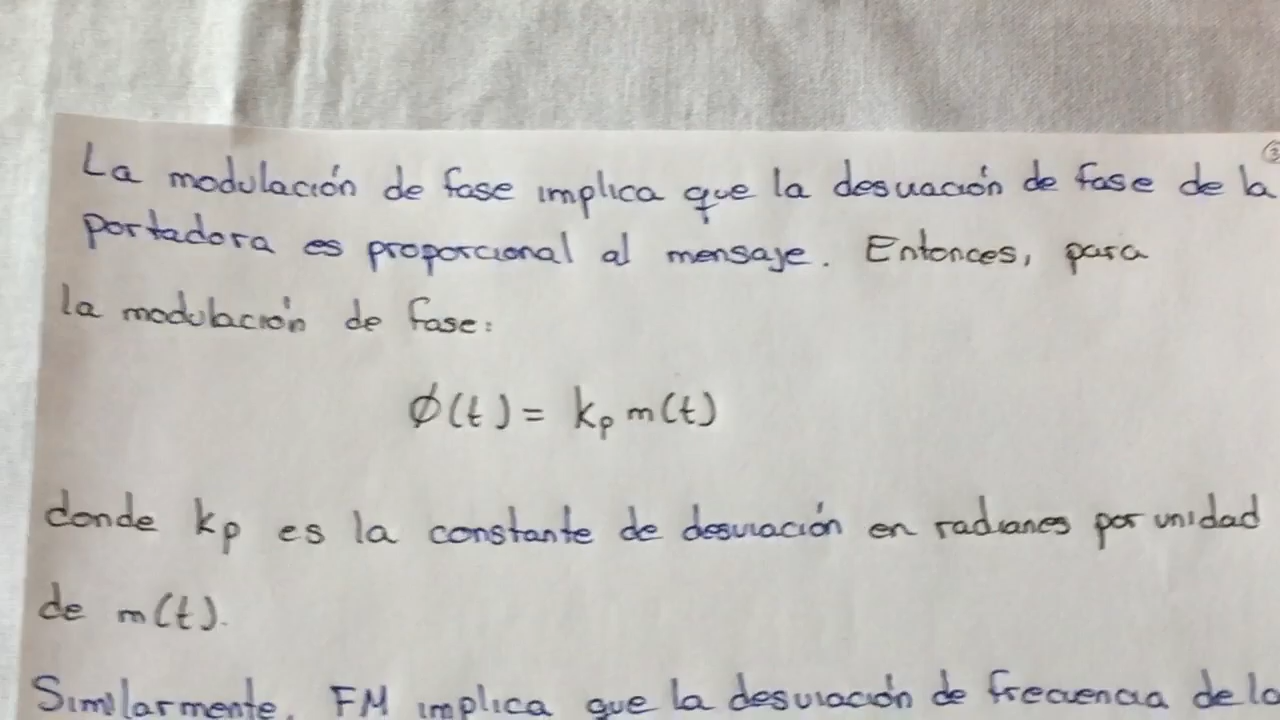 La modulación de fase implica que la desviación de fase de la
portadora es proporcional al mensaje. Entonces, para
la modulación de fase:
ϕ(t) = kₚ m(t)
donde kp es la constante de desviación en radianes por unidad
de m(t).
Similarmente, FM implica que la desviación de frecuencia de la